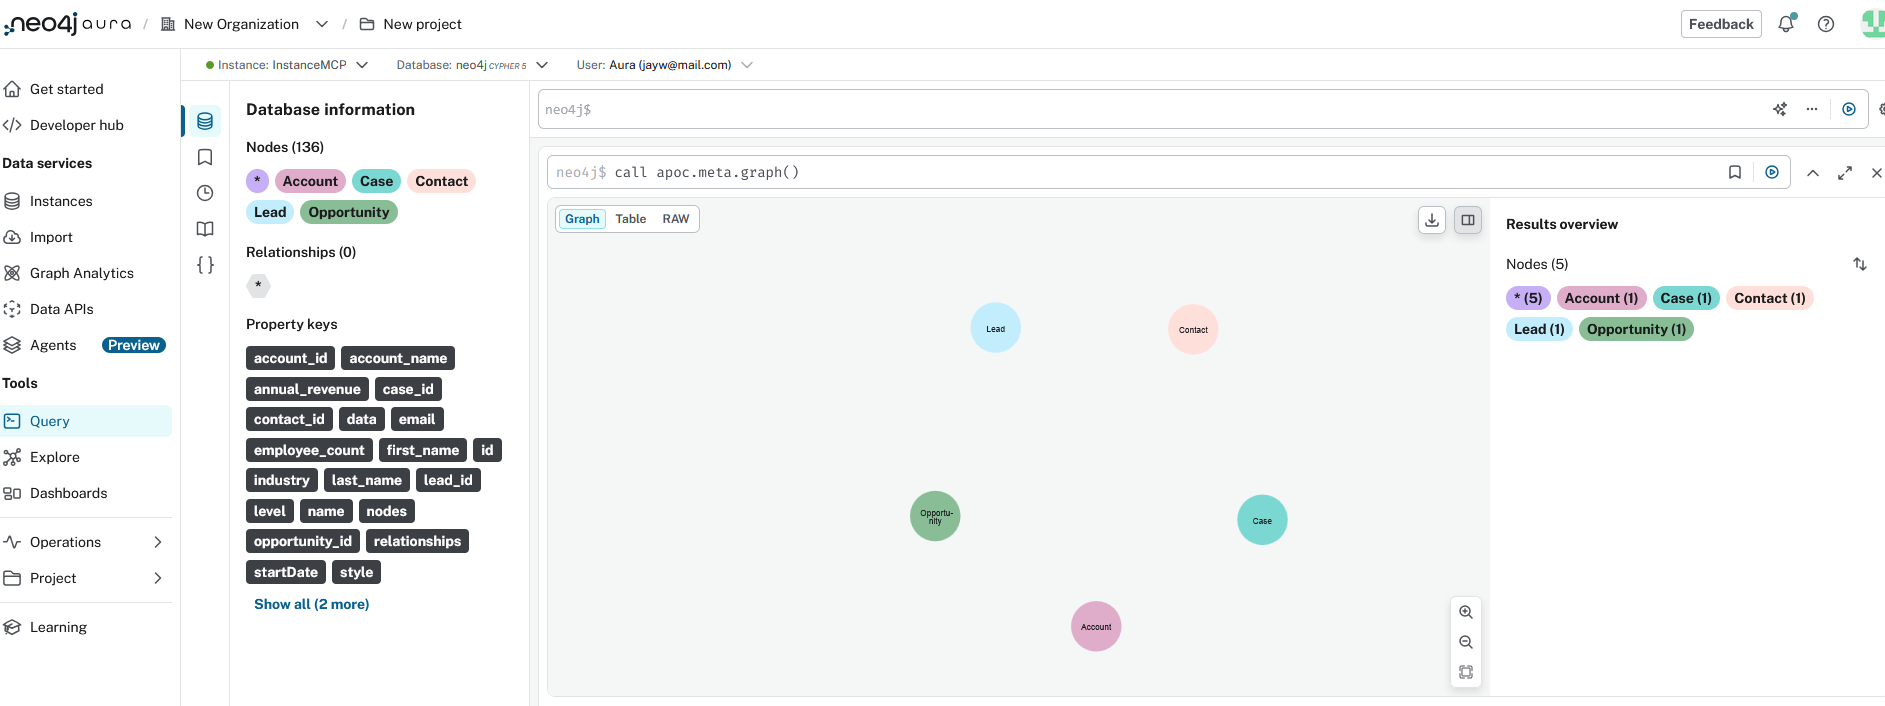 neo4j aura / New Organization / New project Feedback
Instance: InstanceMCP Database: neo4j CYPHER 5 User: Aura (jayw@mail.com)
Get started
Developer hub
Data services
Instances
Import
Graph Analytics
Data APIs
Agents Preview
Tools
Query
Explore
Dashboards
Operations
Project
Learning
Database information
Nodes (136)
* Account Case Contact
Lead Opportunity
Relationships (0)
*
Property keys
account_id account_name
annual_revenue case_id
contact_id data email
employee_count first_name id
industry last_name lead_id
level name nodes
opportunity_id relationships
startDate style
Show all (2 more)
neo4j$
neo4j$ call apoc.meta.graph()
Graph Table RAW
Lead
Contact
Opportu-
nity
Case
Account
Results overview
Nodes (5)
* (5) Account (1) Case (1) Contact (1)
Lead (1) Opportunity (1)